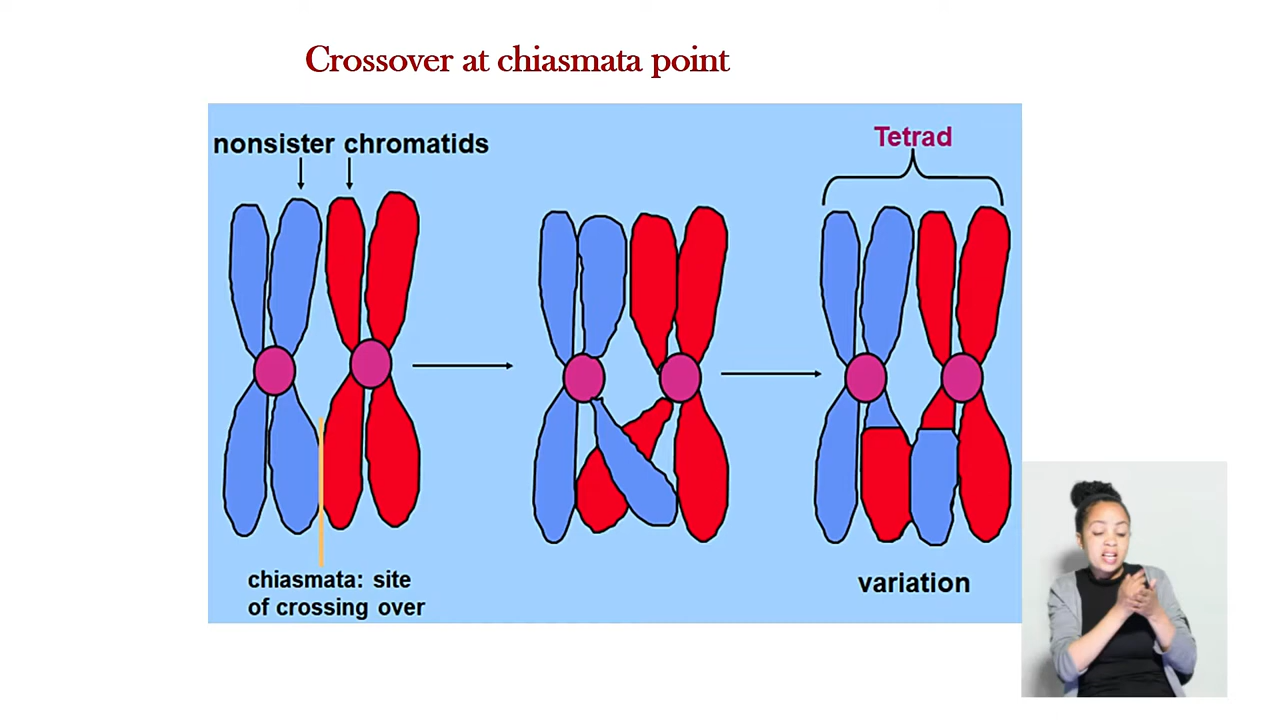 Crossover at chiasmata point
nonsister chromatids
Tetrad
chiasmata: site
of crossing over
variation